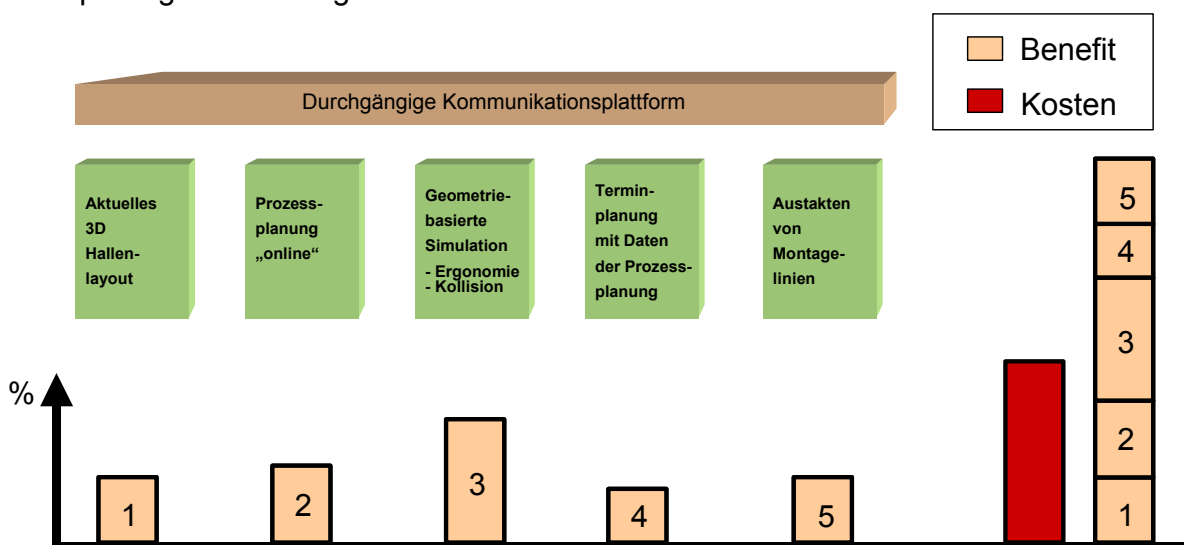 Benefit
Kosten
Durchgängige Kommunikationsplattform
Aktuelles
3D
Hallen-
layout
Prozess-
planung
„online“
Geometrie-
basierte
Simulation
- Ergonomie
- Kollision
Termin-
planung
mit Daten
der Prozess-
planung
Austakten
von
Montage-
linien
%
1
2
3
4
5
5
4
3
2
1